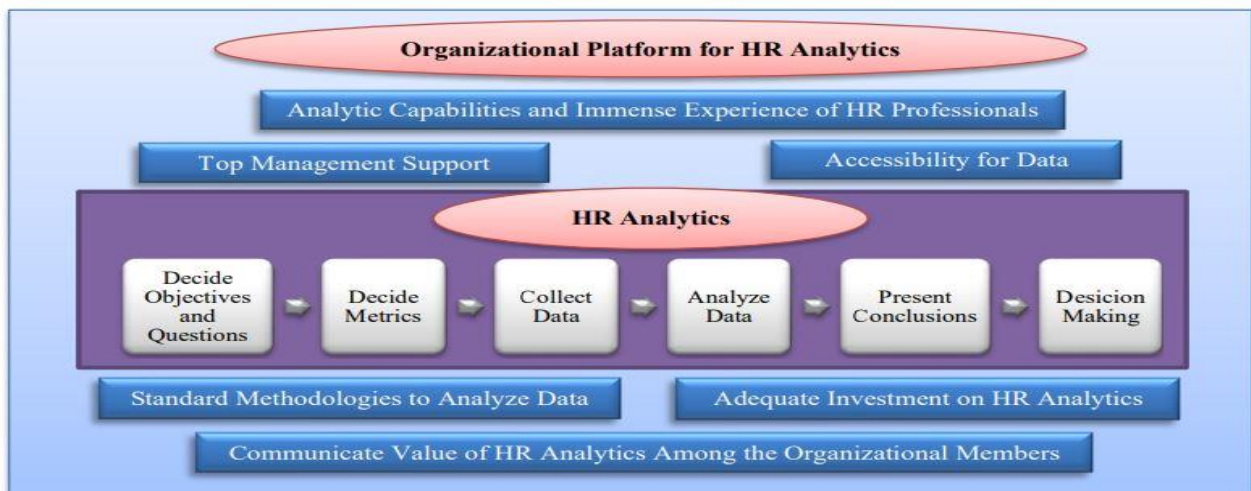 Organizational Platform for HR Analytics
Analytic Capabilities and Immense Experience of HR Professionals
Top Management Support
Accessibility for Data
HR Analytics
Decide
Objectives
and
Questions
Decide
Metrics
Collect
Data
Analyze
Data
Present
Conclusions
Desicion
Making
Standard Methodologies to Analyze Data
Adequate Investment on HR Analytics
Communicate Value of HR Analytics Among the Organizational Members